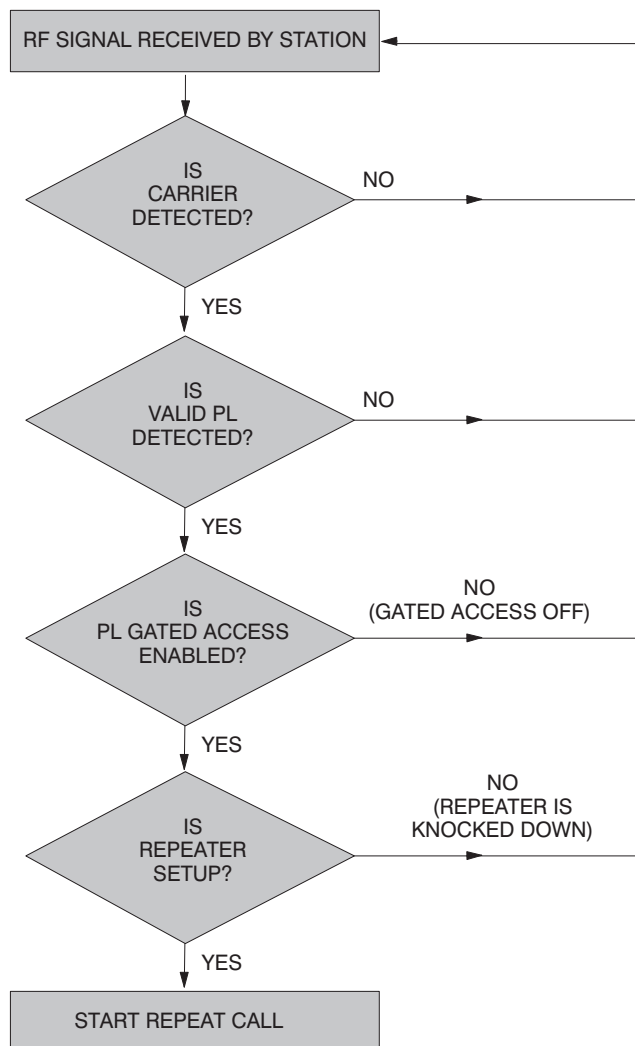 RF SIGNAL RECEIVED BY STATION
IS
CARRIER
DETECTED?
NO
YES
IS
VALID PL
DETECTED?
NO
YES
IS
PL GATED ACCESS
ENABLED?
NO
(GATED ACCESS OFF)
YES
IS
REPEATER
SETUP?
NO
(REPEATER IS
KNOCKED DOWN)
YES
START REPEAT CALL